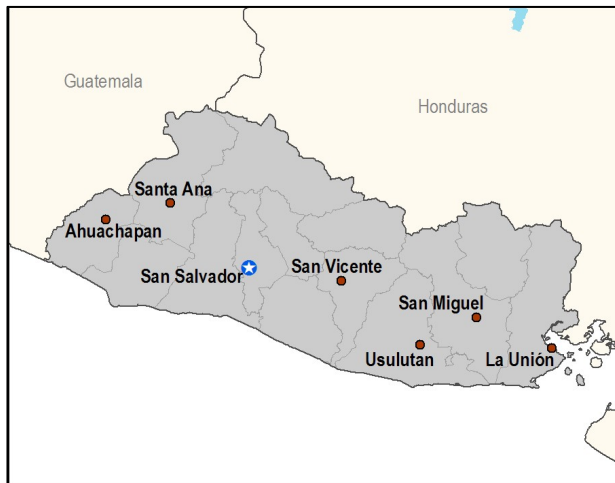 Guatemala
Honduras
Santa Ana
Ahuachapan
San Salvador
San Vicente
San Miguel
Usulutan
La Unión